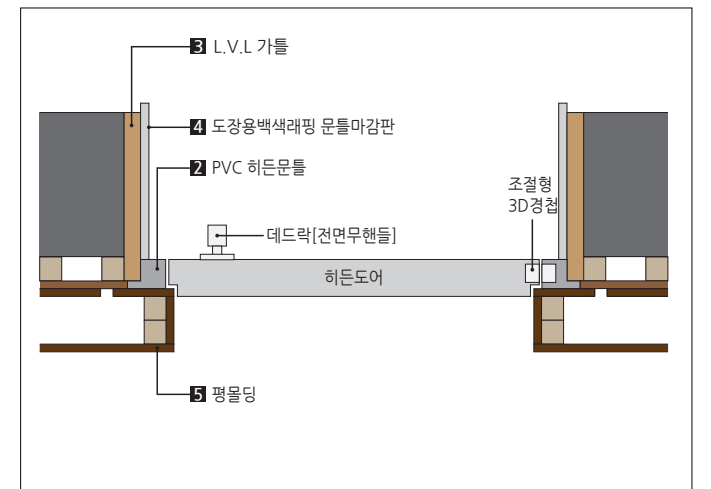 3 L.V.L 가틀
4 도장용백색래핑 문틀마감판
2 PVC 히든문틀
조절형
3D경첩
데드락[전면무핸들]
히든도어
5 평몰딩